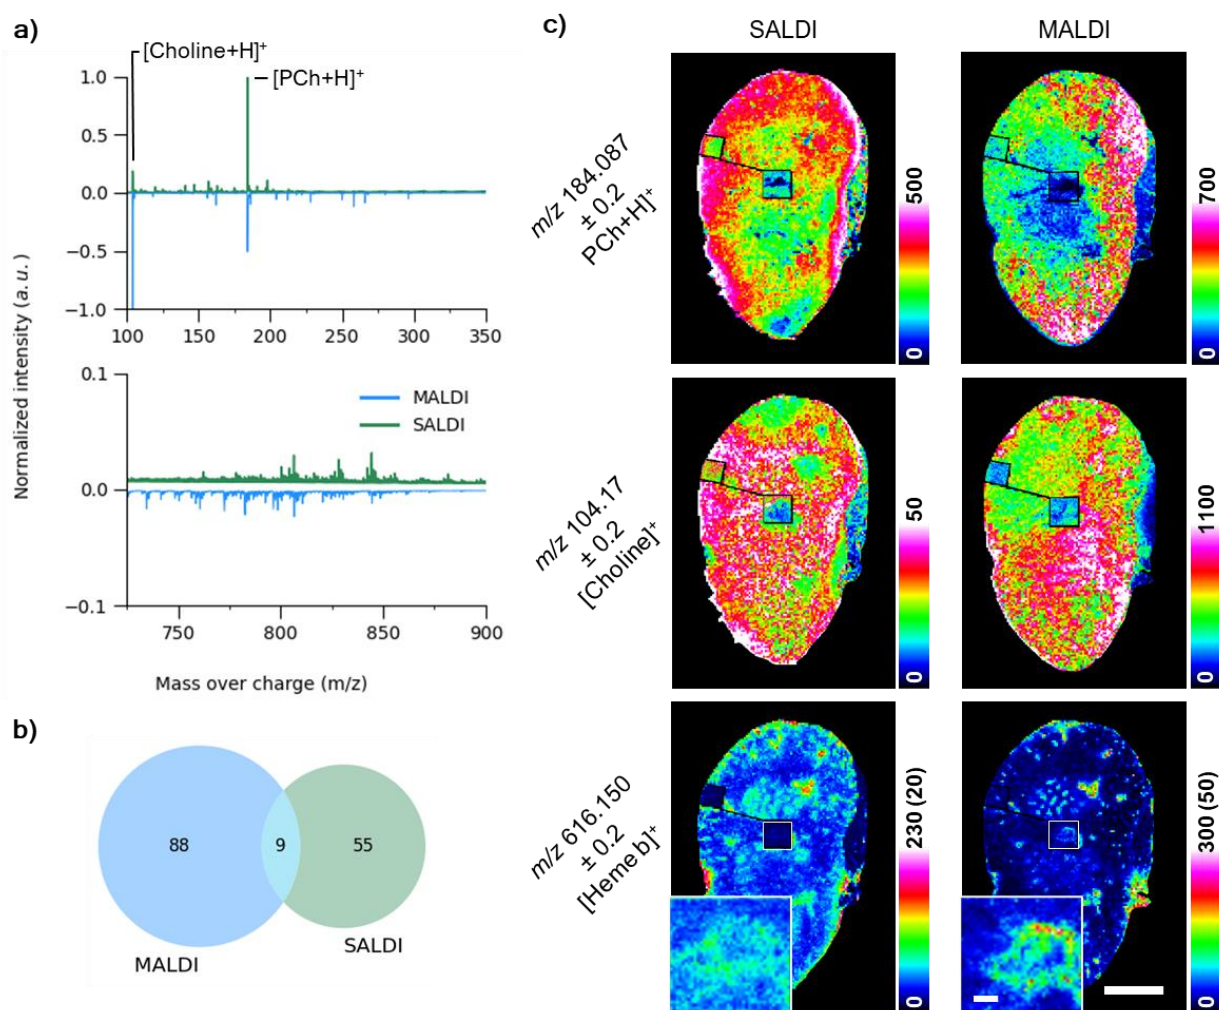 a)
[Choline+H]⁺
[PCh+H]⁺
1.0
0.5
0.0
−0.5
−1.0
100 150 200 250 300 350
0.1
MALDI
SALDI
0.0
−0.1
750 800 850 900
Normalized intensity (a.u.)
Mass over charge (m/z)
b)
88 9 55
MALDI
SALDI
c)
SALDI MALDI
m/z 184.087
± 0.2
PCh+H]⁺
0 500
0 700
m/z 104.17
± 0.2
[Choline]⁺
0 50
0 1100
m/z 616.150
± 0.2
[Heme b]⁺
0 230 (20)
0 300 (50)